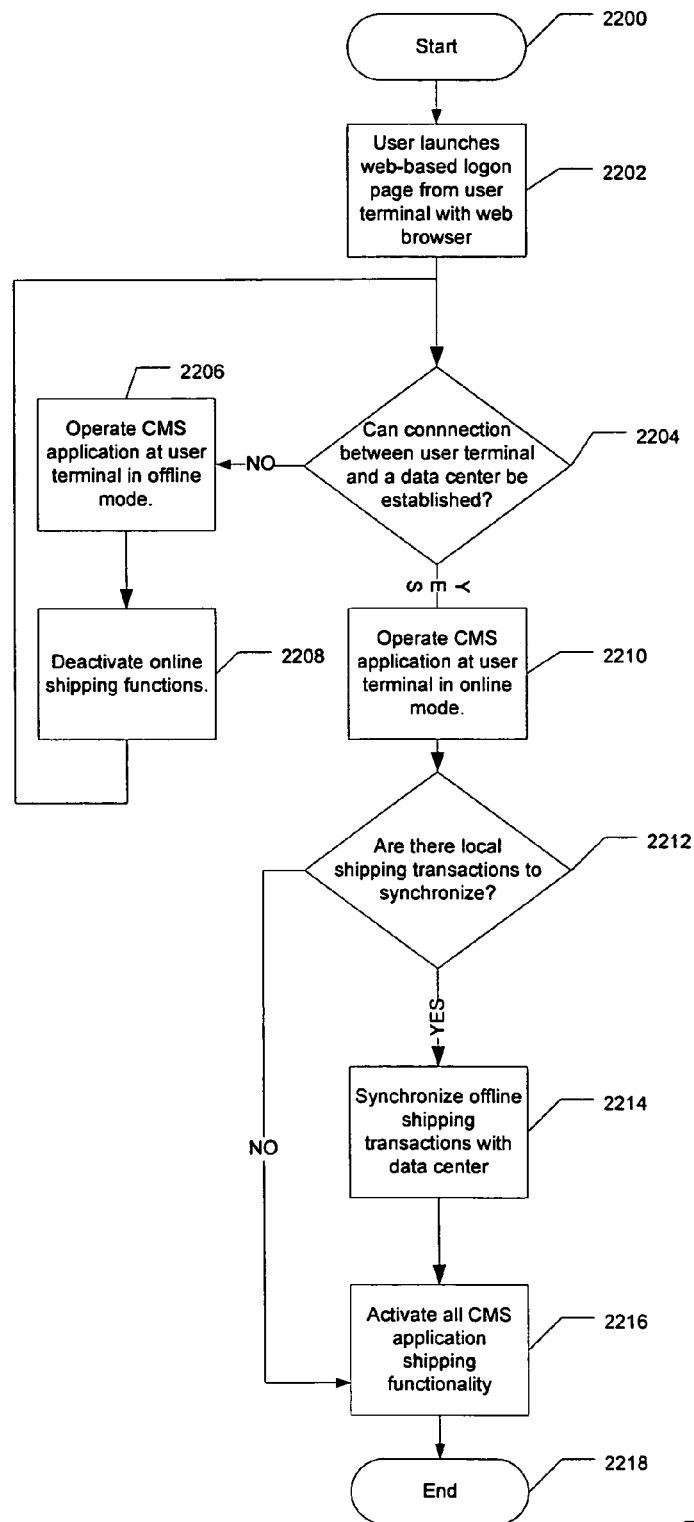 Start
2200
User launches
web-based logon
page from user
terminal with web
browser
2202
2206
Operate CMS
application at user
terminal in offline
mode.
NO
Can connnection
between user terminal
and a data center be
established?
2204
YES
Deactivate online
shipping functions.
2208
Operate CMS
application at user
terminal in online
mode.
2210
Are there local
shipping transactions to
synchronize?
2212
YES
NO
Synchronize offline
shipping
transactions with
data center
2214
Activate all CMS
application
shipping
functionality
2216
End
2218